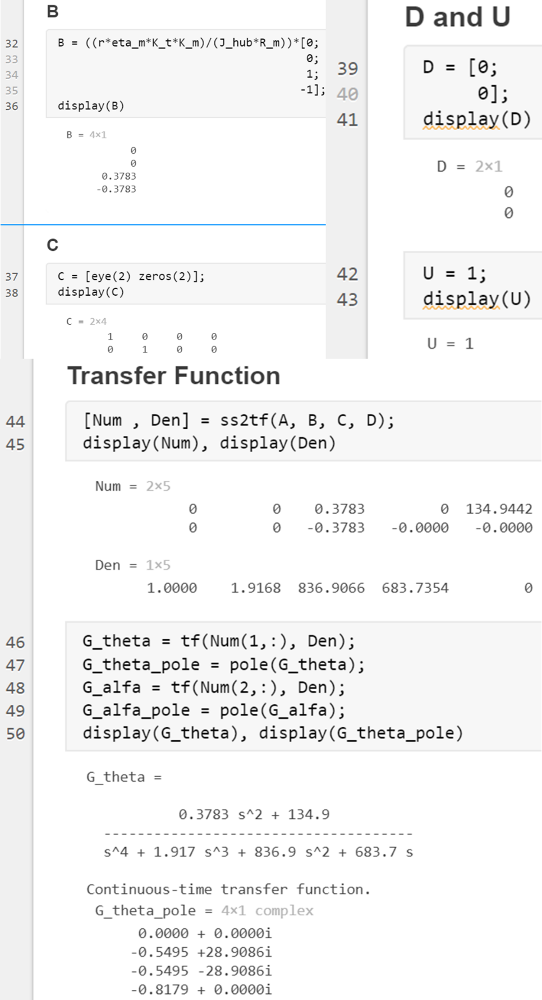 B
32 B = ((r*eta_m*K_t*K_m)/(J_hub*R_m))*[0;
33 0;
34 1;
35 -1];
36 display(B)
B = 4×1
0
0
0.3783
-0.3783
C
37 C = [eye(2) zeros(2)];
38 display(C)
C = 2×4
1 0 0 0
0 1 0 0
D and U
39 D = [0;
40 0];
41 display(D)
D = 2×1
0
0
42 U = 1;
43 display(U)
U = 1
Transfer Function
44 [Num , Den] = ss2tf(A, B, C, D);
45 display(Num), display(Den)
Num = 2×5
0 0 0.3783 0 134.9442
0 0 -0.3783 -0.0000 -0.0000
Den = 1×5
1.0000 1.9168 836.9066 683.7354 0
46 G_theta = tf(Num(1,:), Den);
47 G_theta_pole = pole(G_theta);
48 G_alfa = tf(Num(2,:), Den);
49 G_alfa_pole = pole(G_alfa);
50 display(G_theta), display(G_theta_pole)
G_theta =
0.3783 s^2 + 134.9
-------------------------------------
s^4 + 1.917 s^3 + 836.9 s^2 + 683.7 s
Continuous-time transfer function.
G_theta_pole = 4×1 complex
0.0000 + 0.0000i
-0.5495 +28.9086i
-0.5495 -28.9086i
-0.8179 + 0.0000i